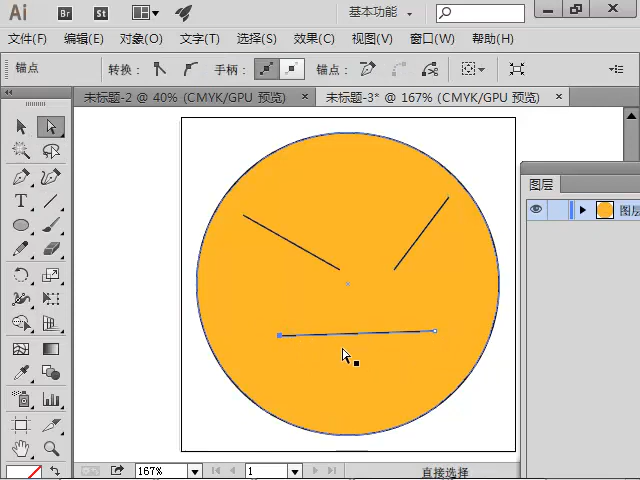 Ai Br St 基本功能
文件(F) 编辑(E) 对象(O) 文字(T) 选择(S) 效果(C) 视图(V) 窗口(W) 帮助(H)
锚点 转换： 手柄： 锚点：
未标题-2 @ 40% (CMYK/GPU 预览) × 未标题-3* @ 167% (CMYK/GPU 预览) ×
图层
图层
167% 1 直接选择